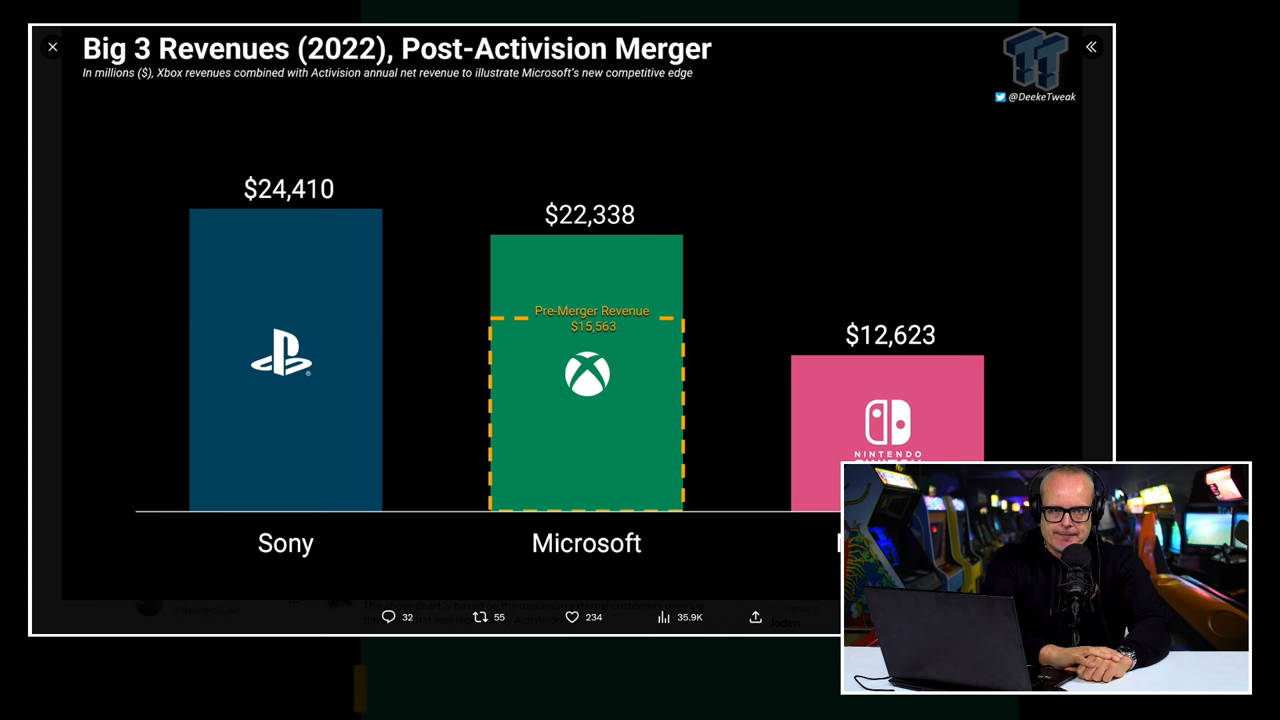 Big 3 Revenues (2022), Post-Activision Merger
In millions ($), Xbox revenues combined with Activision annual net revenue to illustrate Microsoft's new competitive edge
@DeekeTweak
$24,410
$22,338
Pre-Merger Revenue
$15,563
$12,623
NINTENDO
Sony
Microsoft
32
55
234
35.9K